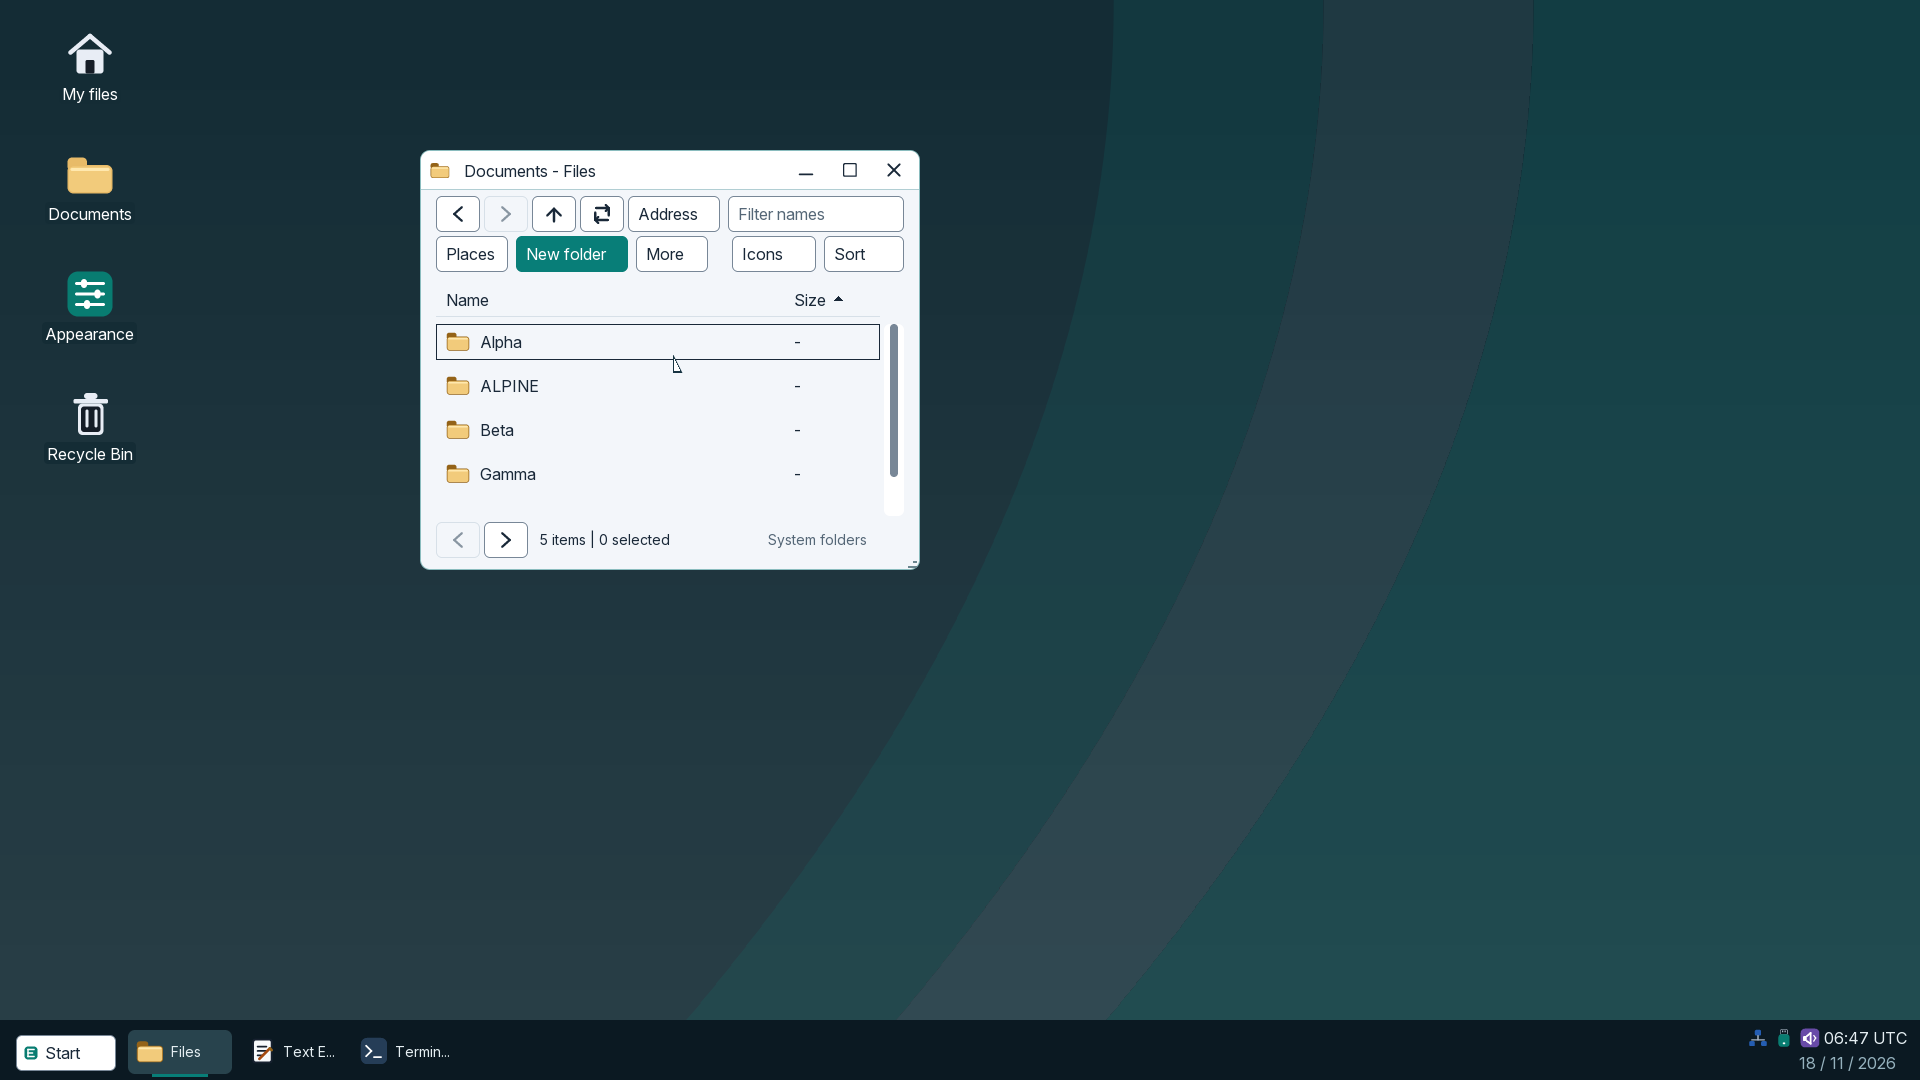 My files
Documents
Appearance
Recycle Bin
Documents - Files
Address
Filter names
Places
New folder
More
Icons
Sort
Name
Size
Alpha -
ALPINE -
Beta -
Gamma -
5 items | 0 selected
System folders
Start
Files
Text E...
Termin...
06:47 UTC
18 / 11 / 2026